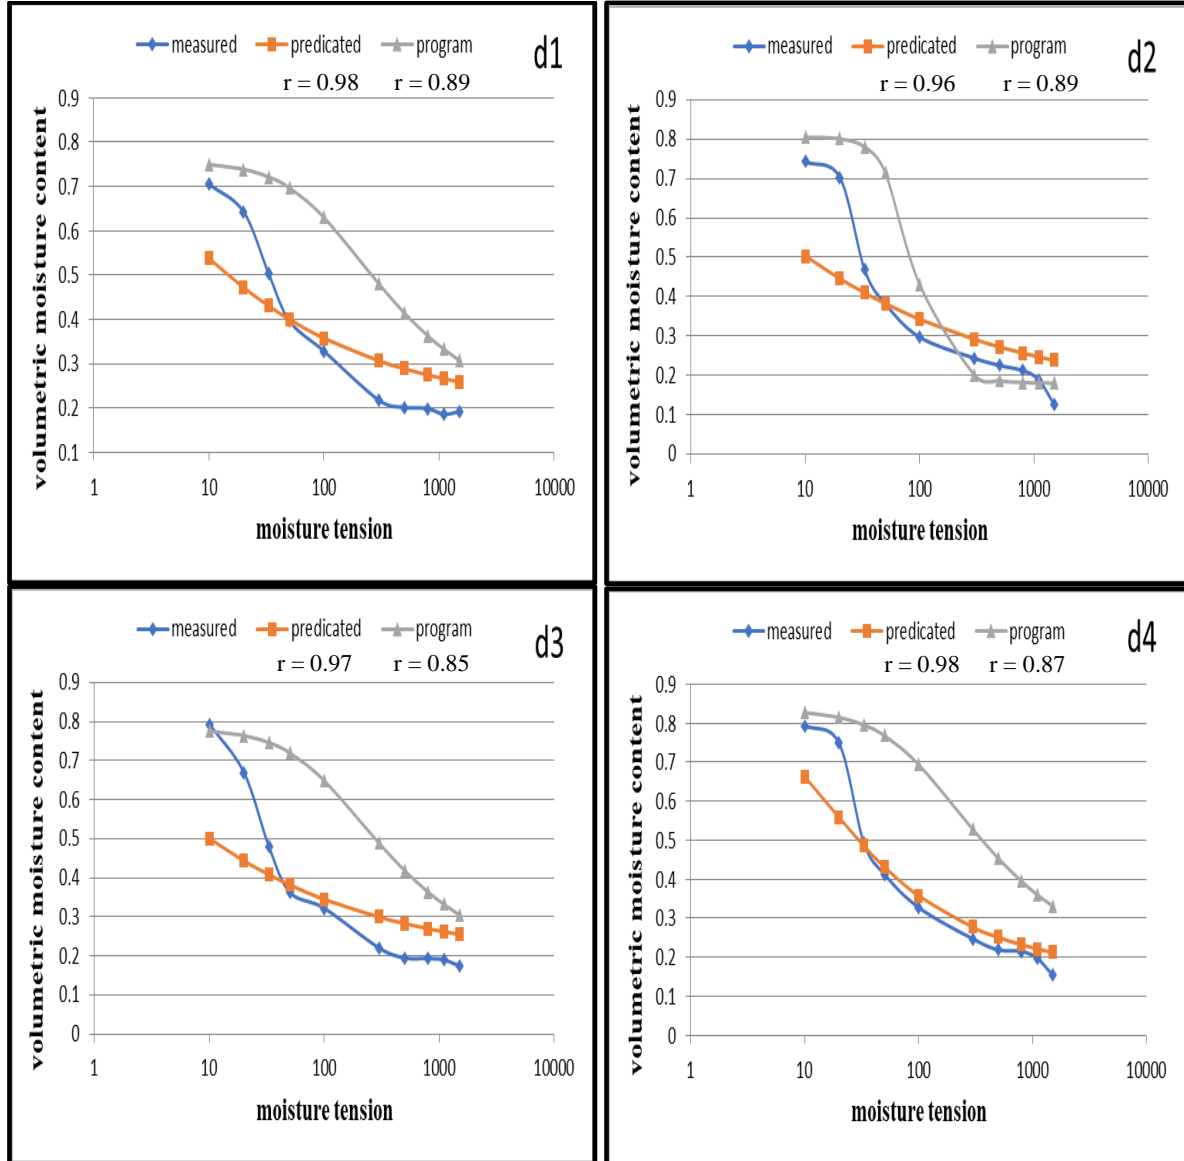 measured predicated program d1
r = 0.98 r = 0.89
volumetric moisture content
0.9
0.8
0.7
0.6
0.5
0.4
0.3
0.2
0.1
1 10 100 1000 10000
moisture tension
measured predicated program d2
r = 0.96 r = 0.89
volumetric moisture content
0.9
0.8
0.7
0.6
0.5
0.4
0.3
0.2
0.1
0
1 10 100 1000 10000
moisture tension
measured predicated program d3
r = 0.97 r = 0.85
volumetric moisture content
0.9
0.8
0.7
0.6
0.5
0.4
0.3
0.2
0.1
0
1 10 100 1000 10000
moisture tension
measured predicated program d4
r = 0.98 r = 0.87
volumetric moisture content
0.9
0.8
0.7
0.6
0.5
0.4
0.3
0.2
0.1
0
1 10 100 1000 10000
moisture tension